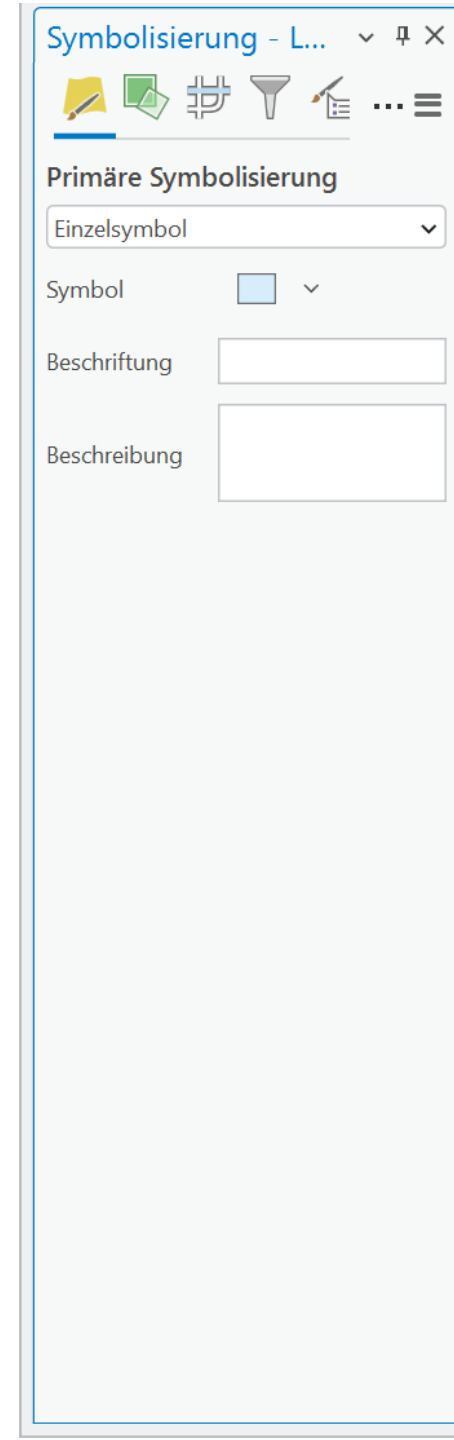 Symbolisierung - L...
Primäre Symbolisierung
Einzelsymbol
Symbol
Beschriftung
Beschreibung